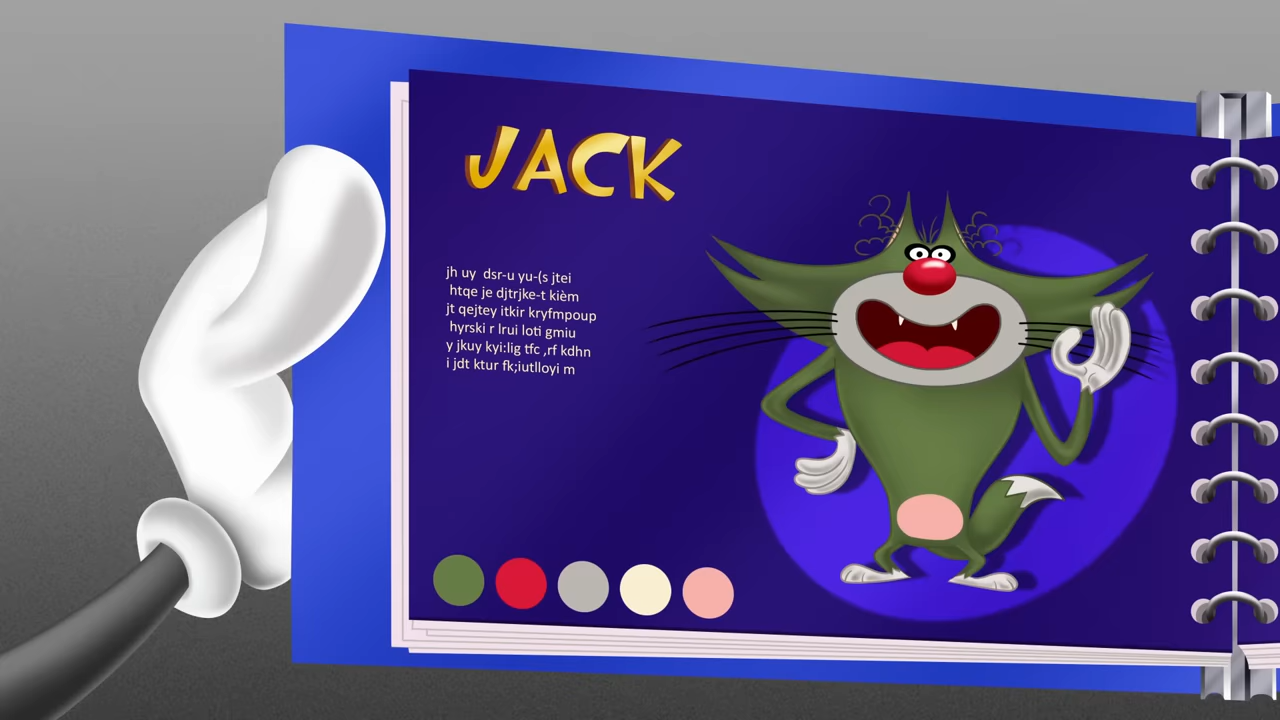 JACK
jh uy dsr-u yu-(s jtei
htqe je djtrjke-t kièm
jt qejtey itkir kryfmpoup
hyrski r lrui loti gmiu
y jkuy kyi:lig tfc ,rf kdhn
i jdt ktur fk;iutlloyi m